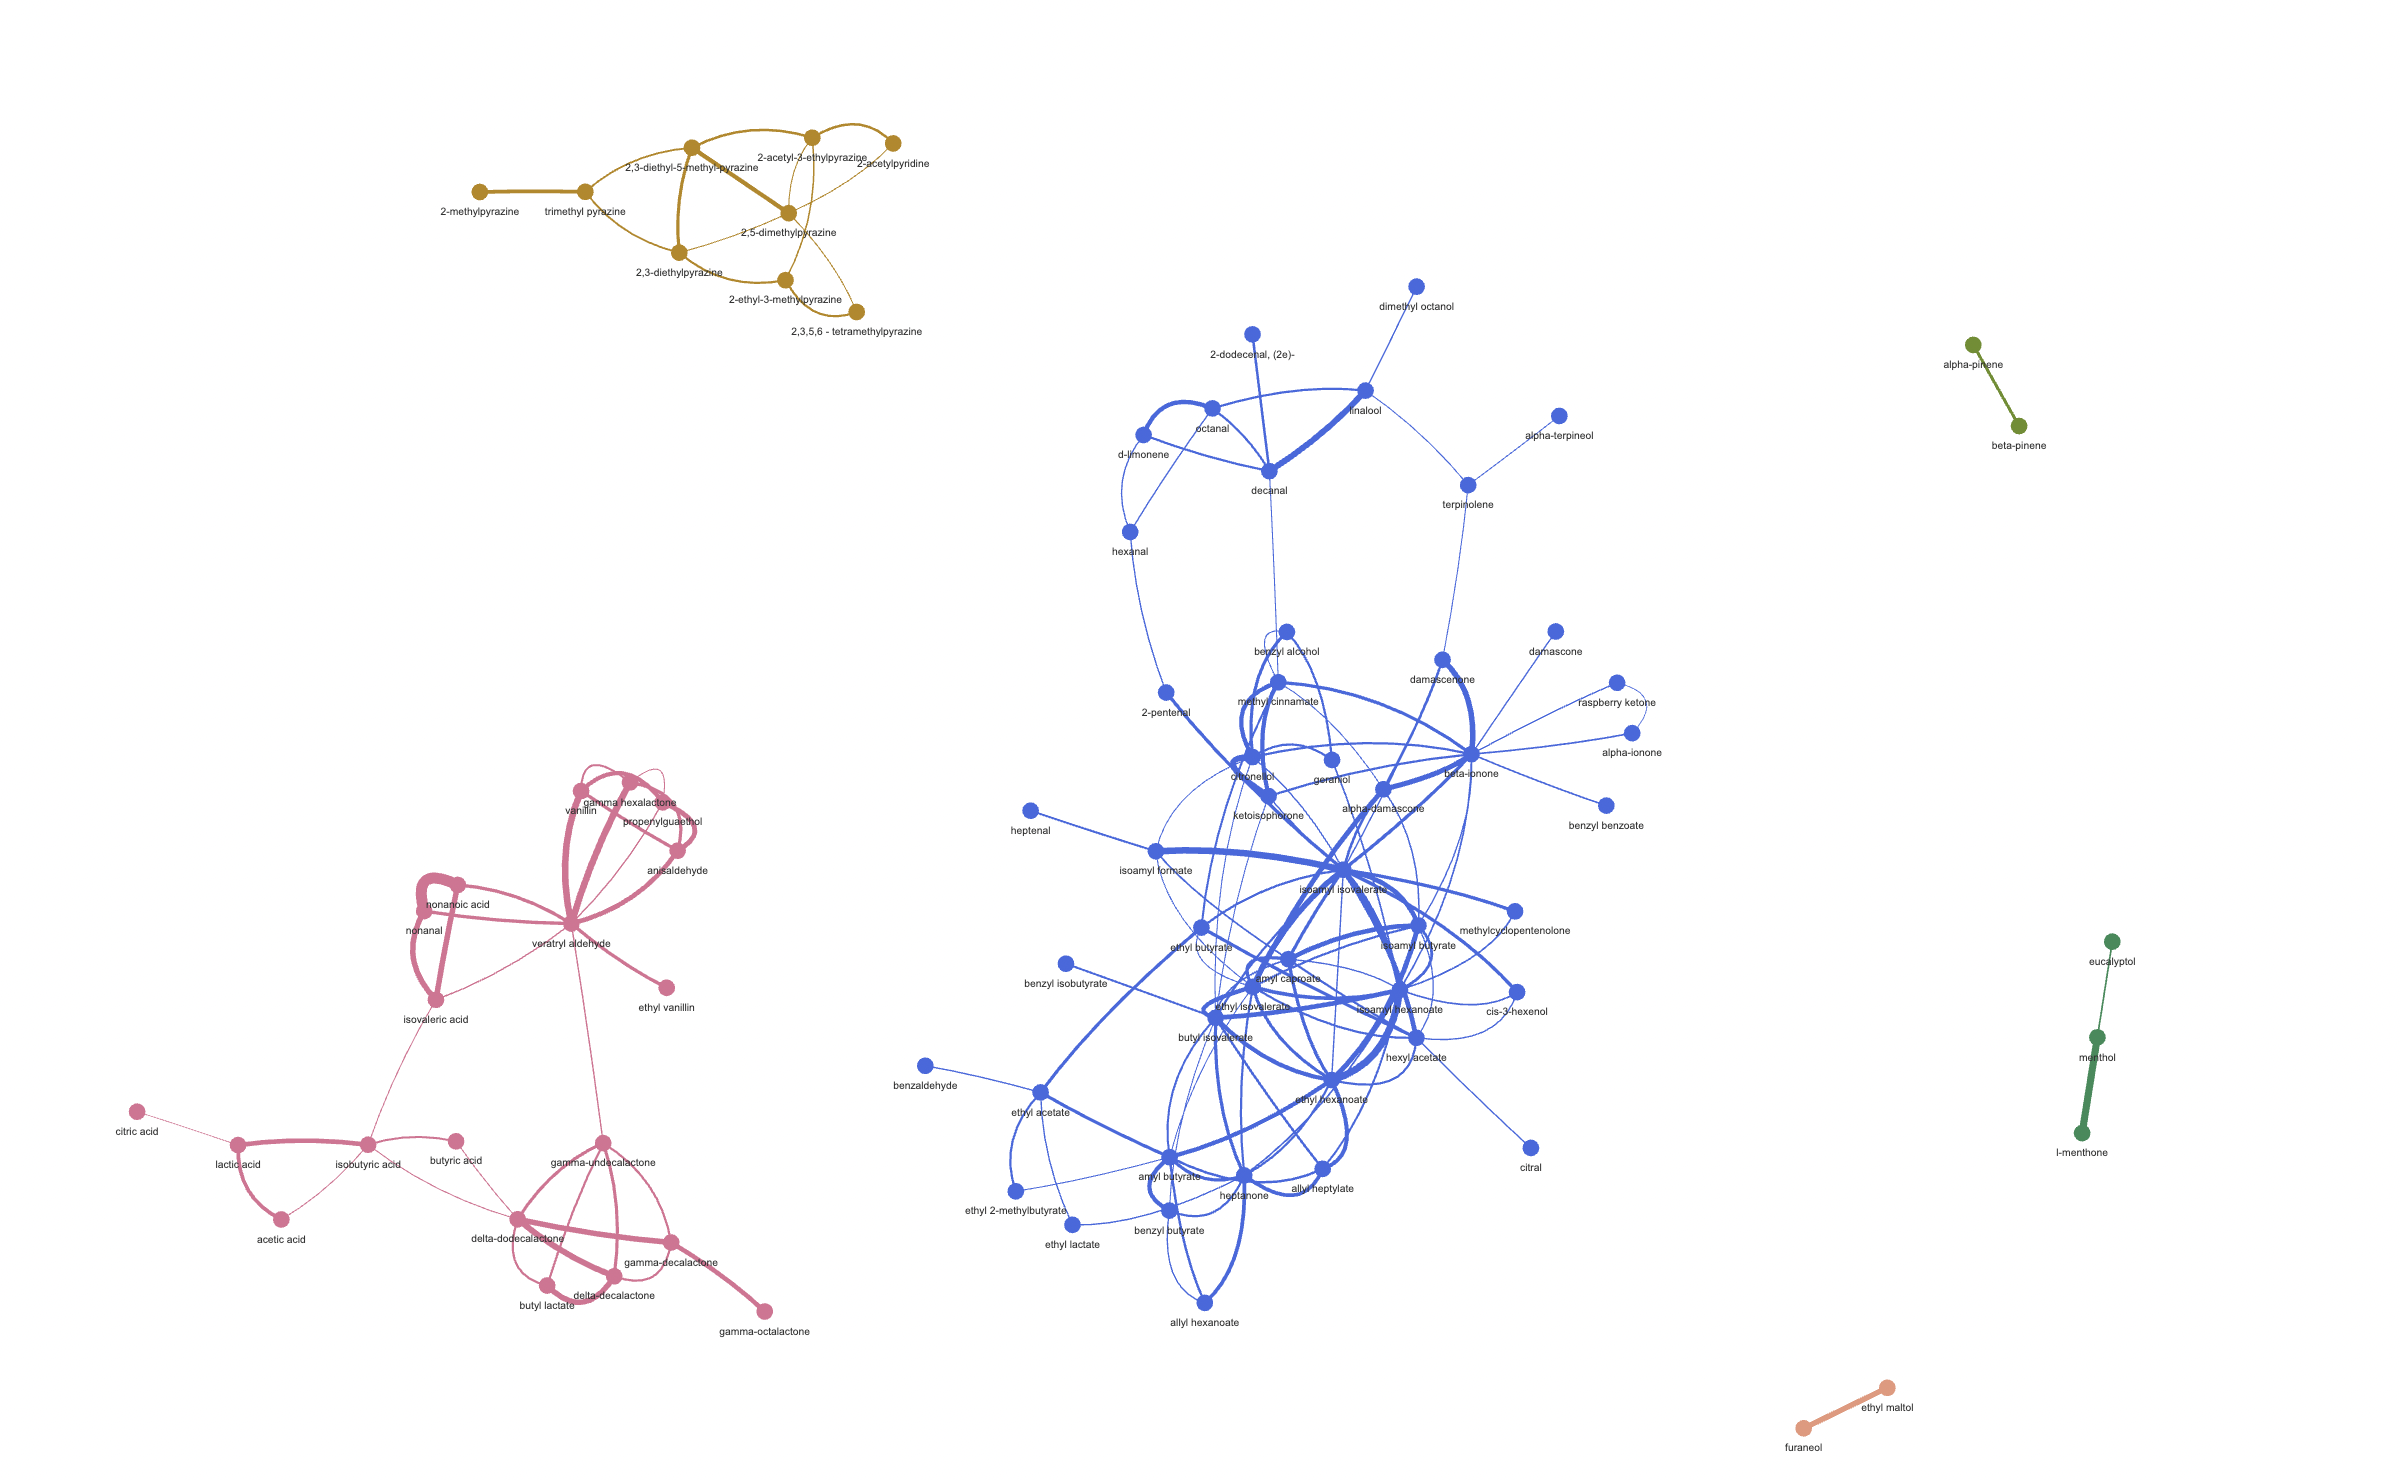 2-acetyl-3-ethylpyrazine
2-acetylpyridine
2,3-diethyl-5-methyl-pyrazine
2-methylpyrazine
trimethyl pyrazine
2,5-dimethylpyrazine
2,3-diethylpyrazine
2-ethyl-3-methylpyrazine
2,3,5,6 - tetramethylpyrazine
dimethyl octanol
2-dodecenal, (2e)-
alpha-pinene
linalool
octanal
alpha-terpineol
beta-pinene
d-limonene
decanal
terpinolene
hexanal
benzyl alcohol
damascone
damascenone
methyl cinnamate
raspberry ketone
2-pentenal
alpha-ionone
citronellol
geraniol
beta-ionone
gamma hexalactone
vanillin
alpha-damascone
propenylguaethol
ketoisophorone
benzyl benzoate
heptenal
anisaldehyde
isoamyl formate
isoamyl isovalerate
nonanoic acid
nonanal
methylcyclopentenolone
veratryl aldehyde
ethyl butyrate
isoamyl butyrate
eucalyptol
amyl caproate
benzyl isobutyrate
ethyl vanillin
ethyl isovalerate
isoamyl hexanoate
cis-3-hexenol
isovaleric acid
butyl isovalerate
hexyl acetate
menthol
benzaldehyde
ethyl hexanoate
ethyl acetate
citric acid
l-menthone
butyric acid
gamma-undecalactone
lactic acid
isobutyric acid
citral
amyl butyrate
allyl heptylate
heptanone
ethyl 2-methylbutyrate
benzyl butyrate
acetic acid
delta-dodecalactone
ethyl lactate
gamma-decalactone
delta-decalactone
butyl lactate
allyl hexanoate
gamma-octalactone
ethyl maltol
furaneol